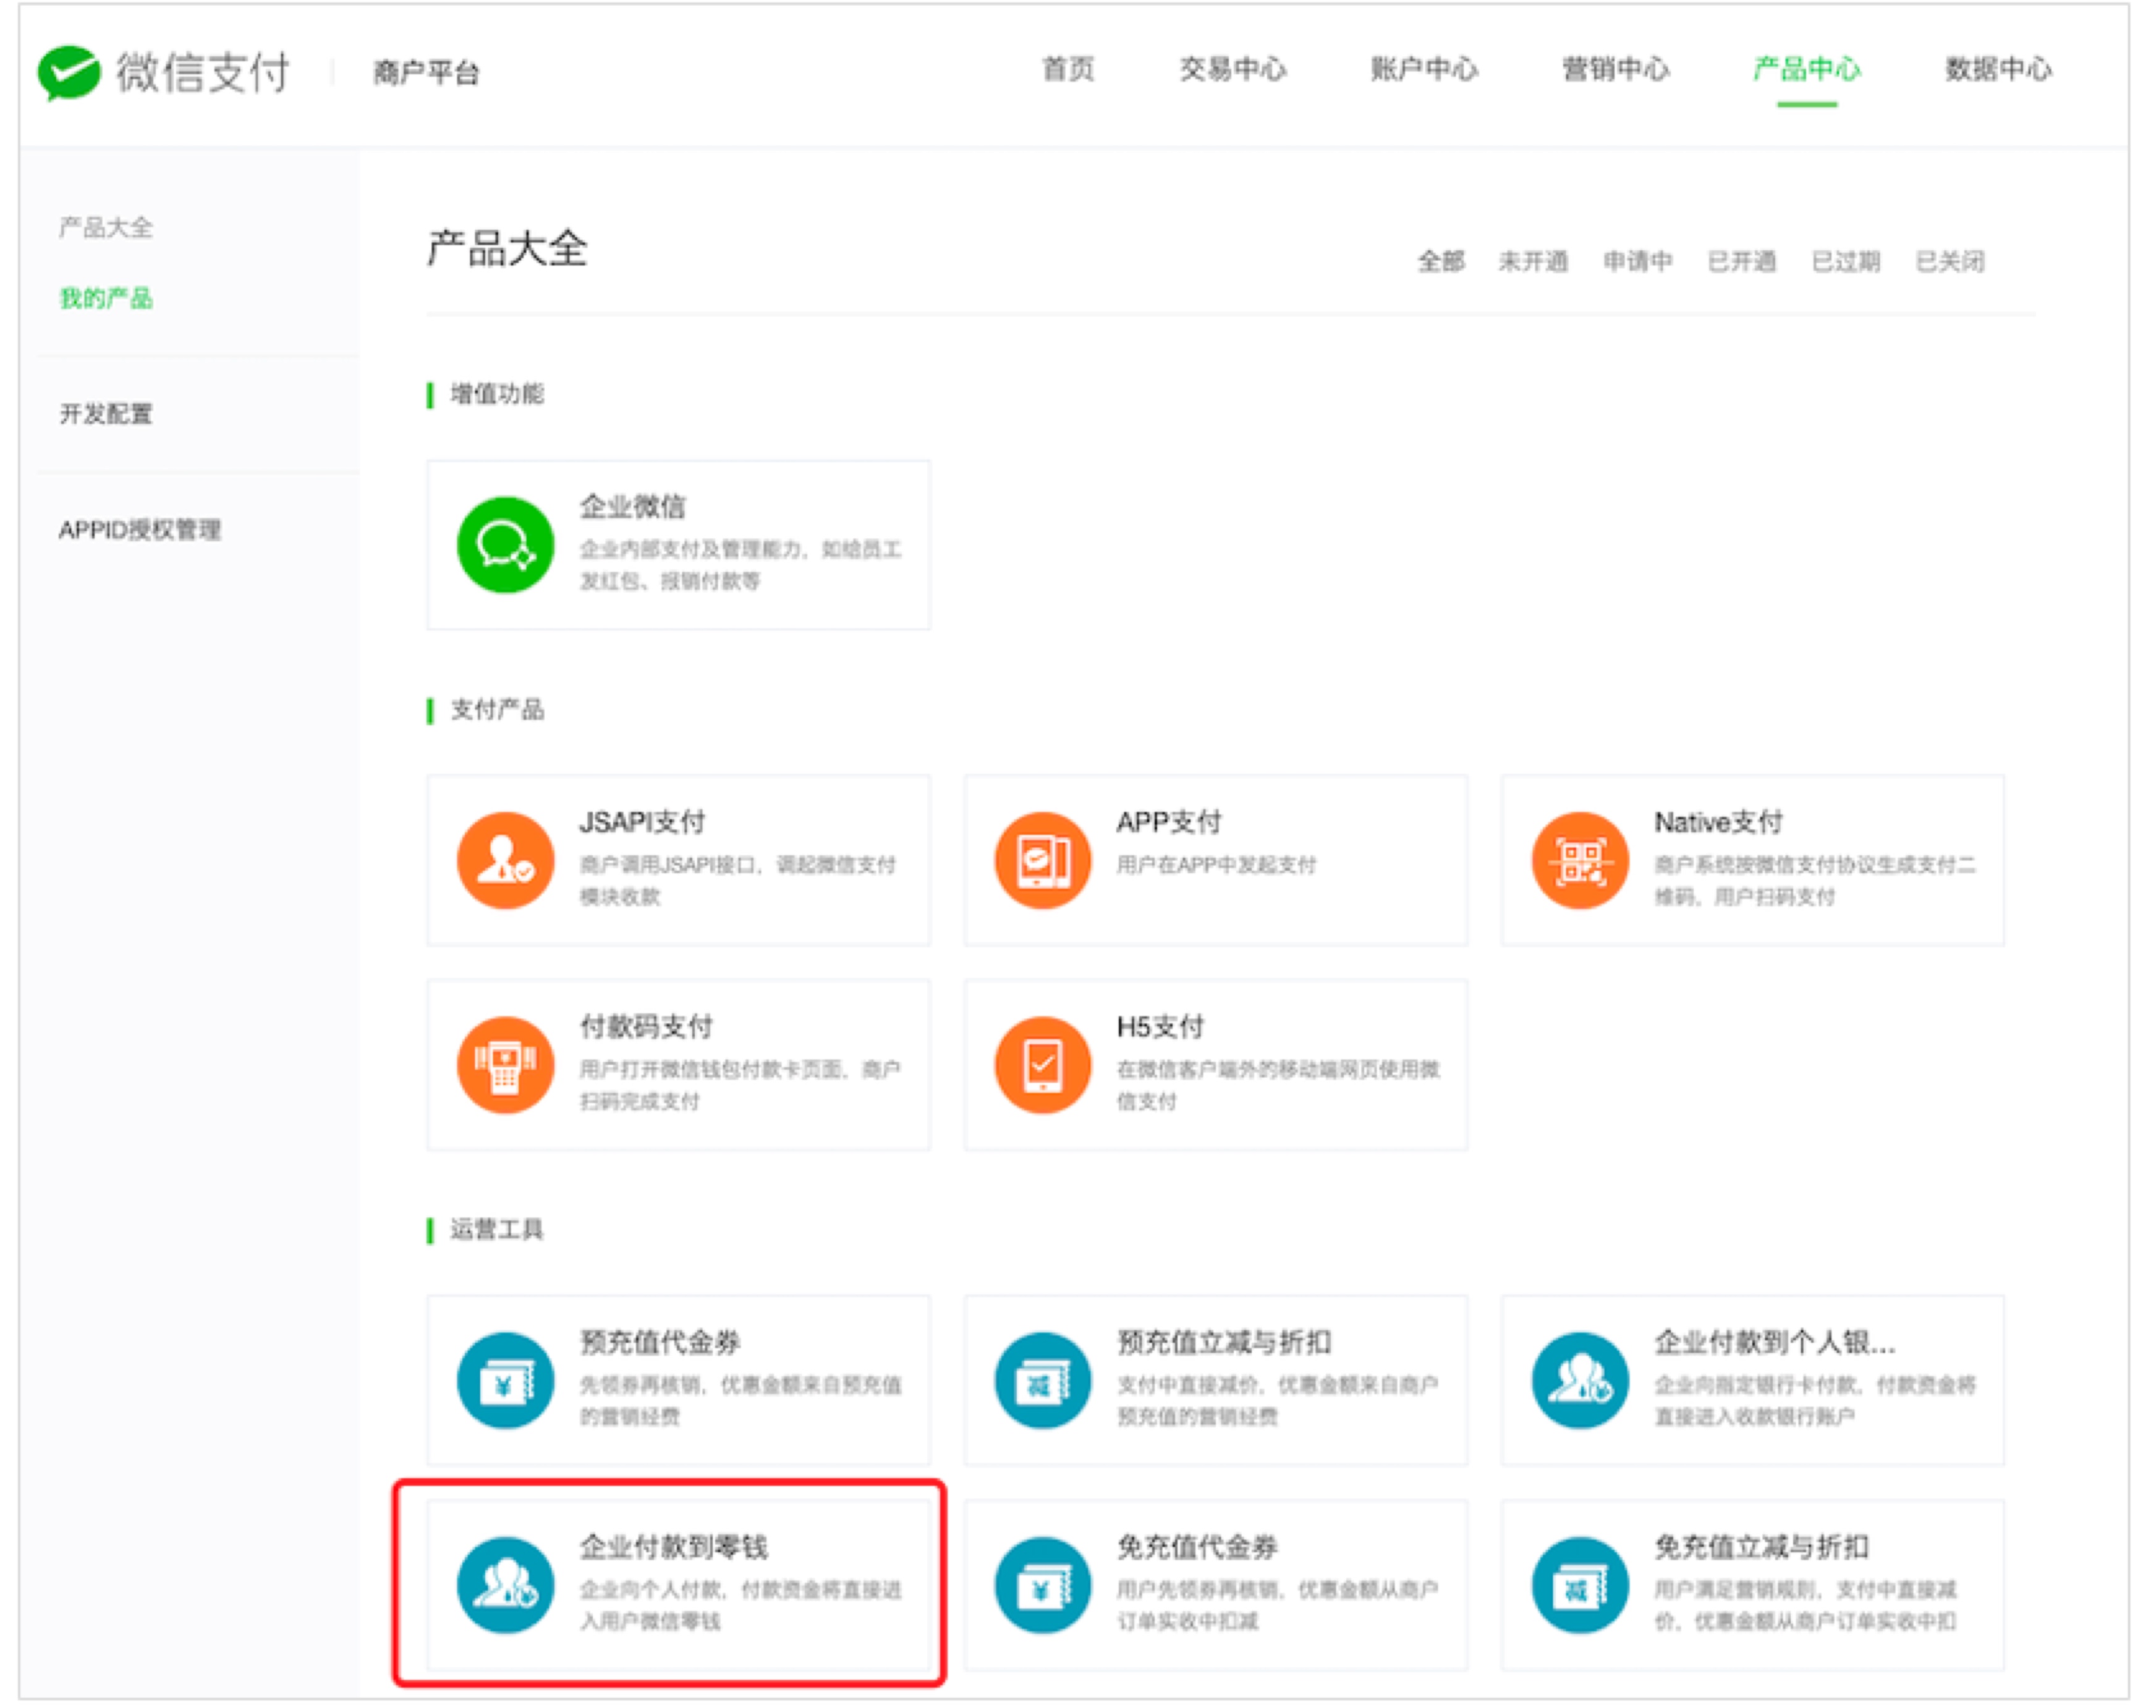 微信支付 商户平台 首页 交易中心 账户中心 营销中心 产品中心 数据中心
产品大全
我的产品
开发配置
APPID授权管理
产品大全 全部 未开通 申请中 已开通 已过期 已关闭
增值功能
企业微信
企业内部支付及管理能力，如给员工
发红包、报销付款等
支付产品
JSAPI支付
商户调用JSAPI接口，调起微信支付
模块收款
APP支付
用户在APP中发起支付
Native支付
商户系统按微信支付协议生成支付二
维码，用户扫码支付
付款码支付
用户打开微信钱包付款卡页面，商户
扫码完成支付
H5支付
在微信客户端外的移动端网页使用微
信支付
运营工具
预充值代金券
¥
先领券再核销，优惠金额来自预充值
的营销经费
预充值立减与折扣
减
支付中直接减价，优惠金额来自商户
预充值的营销经费
企业付款到个人银...
企业向指定银行卡付款，付款资金将
直接进入收款银行账户
企业付款到零钱
企业向个人付款，付款资金将直接进
入用户微信零钱
免充值代金券
¥
用户先领券再核销，优惠金额从商户
订单实收中扣减
免充值立减与折扣
减
用户满足营销规则，支付中直接减
价，优惠金额从商户订单实收中扣